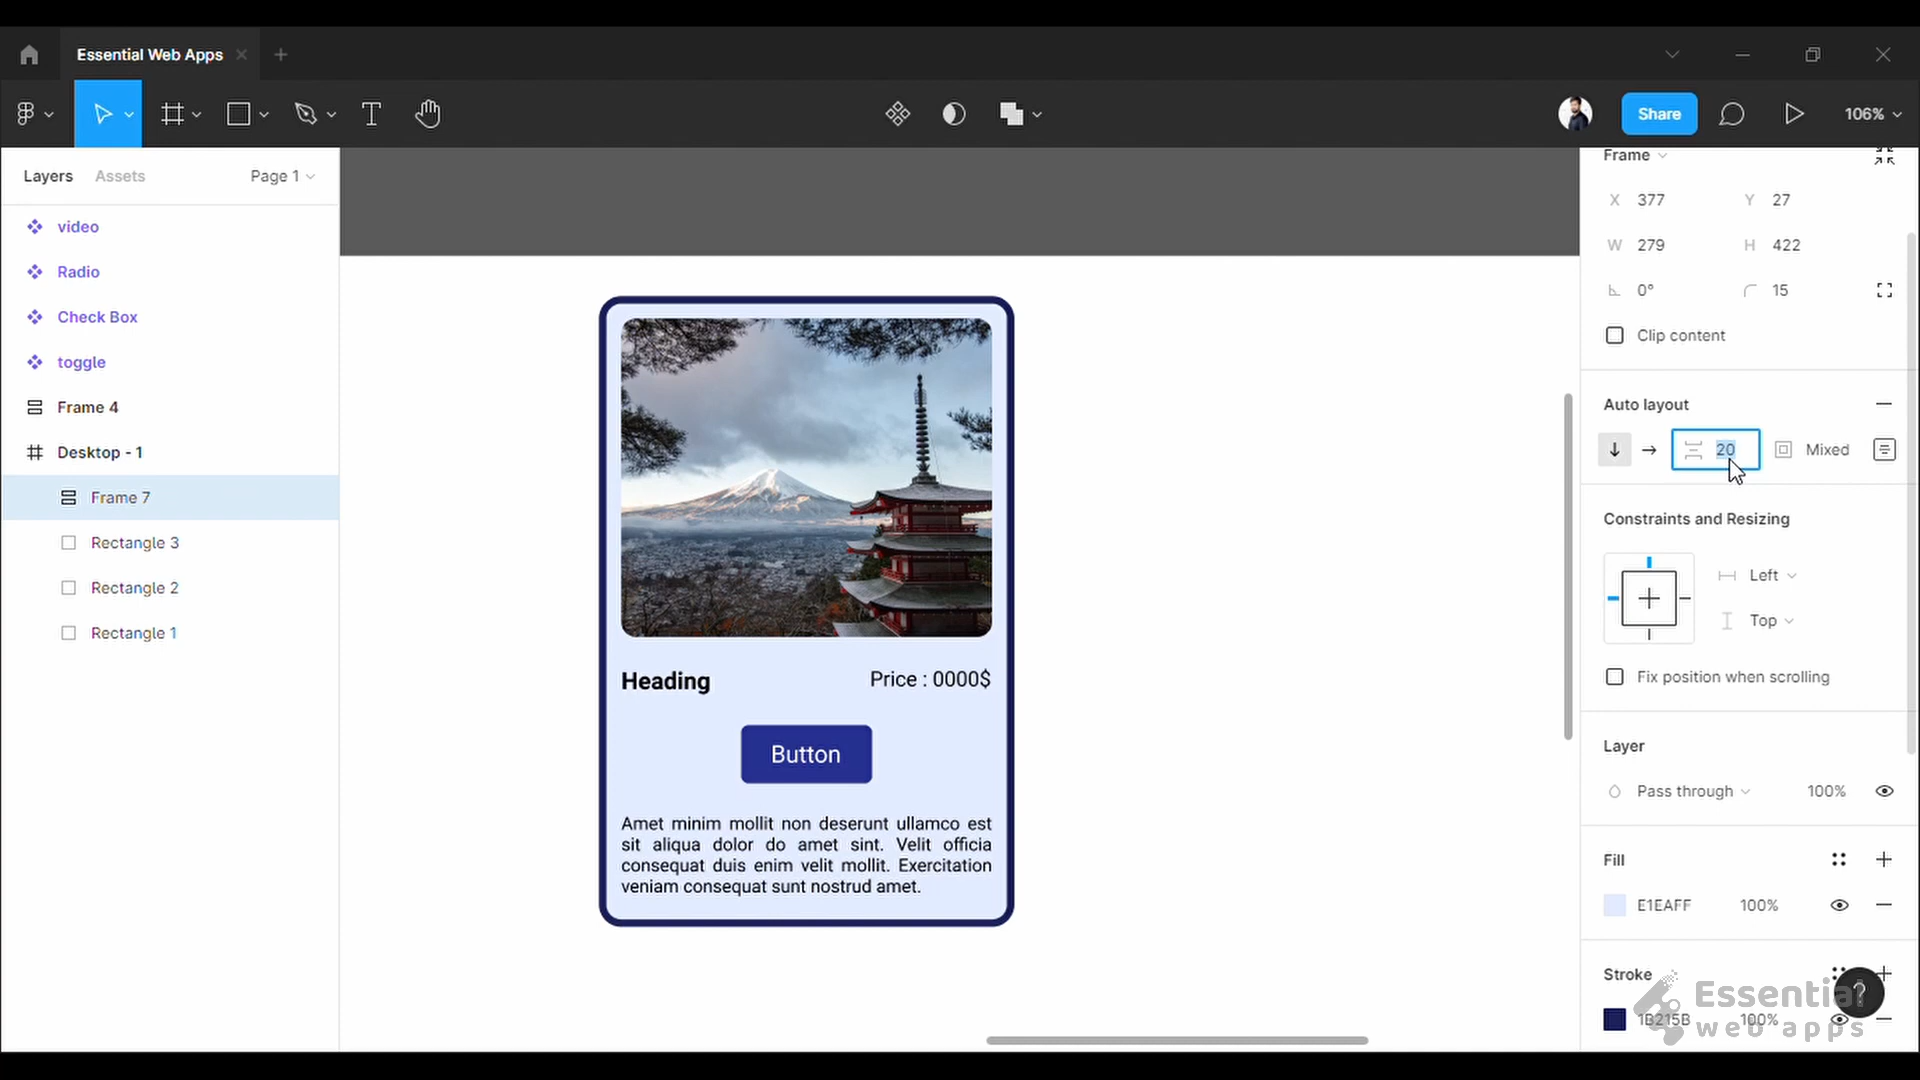 Essential Web Apps
Share
106%
Layers Assets Page 1
video
Radio
Check Box
toggle
Frame 4
Desktop - 1
Frame 7
Rectangle 3
Rectangle 2
Rectangle 1
Heading Price : 0000$
Button
Amet minim mollit non deserunt ullamco est
sit aliqua dolor do amet sint. Velit officia
consequat duis enim velit mollit. Exercitation
veniam consequat sunt nostrud amet.
Frame
X 377 Y 27
W 279 H 422
0° 15
Clip content
Auto layout
20 Mixed
Constraints and Resizing
Left
Top
Fix position when scrolling
Layer
Pass through 100%
Fill
E1EAFF 100%
Stroke
1B215B 100%
Essential
web apps
?